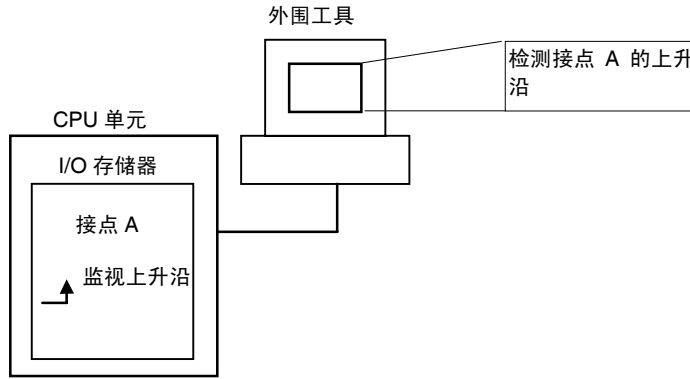 外围工具
检测接点 A 的上升
沿
CPU 单元
I/O 存储器
接点 A
监视上升沿